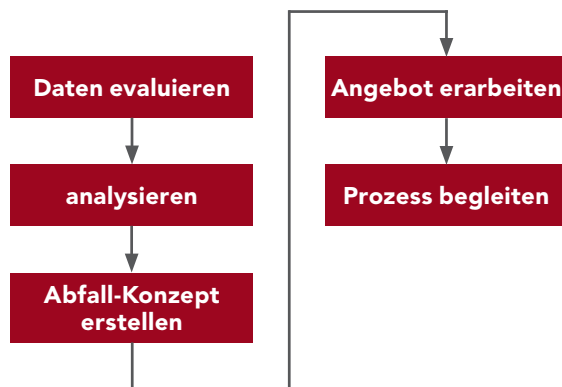 Daten evaluieren
analysieren
Abfall-Konzept
erstellen
Angebot erarbeiten
Prozess begleiten